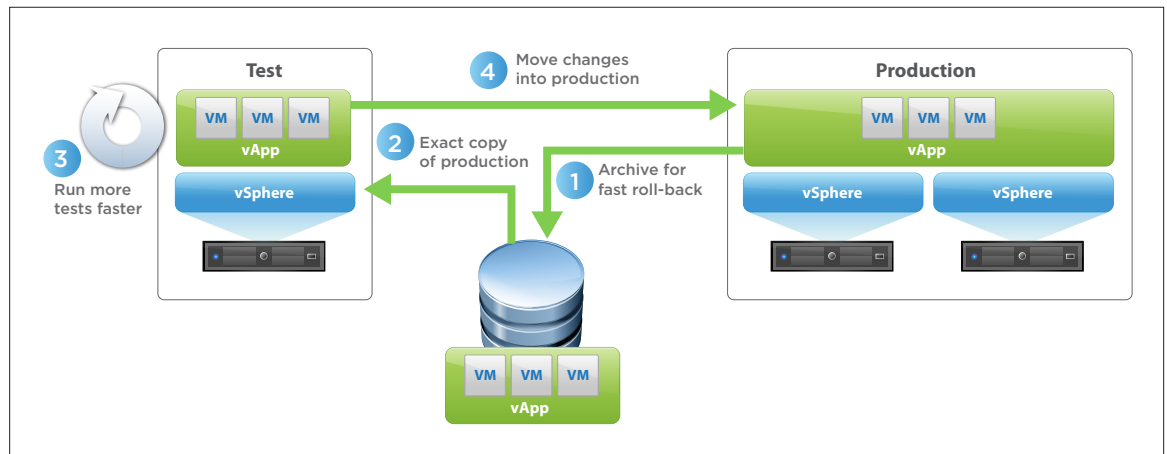 Test
VM VM VM
vApp
vSphere
3
Run more
tests faster
4
Move changes
into production
2
Exact copy
of production
1
Archive for
fast roll-back
Production
VM VM VM
vApp
vSphere
vSphere
VM VM VM
vApp